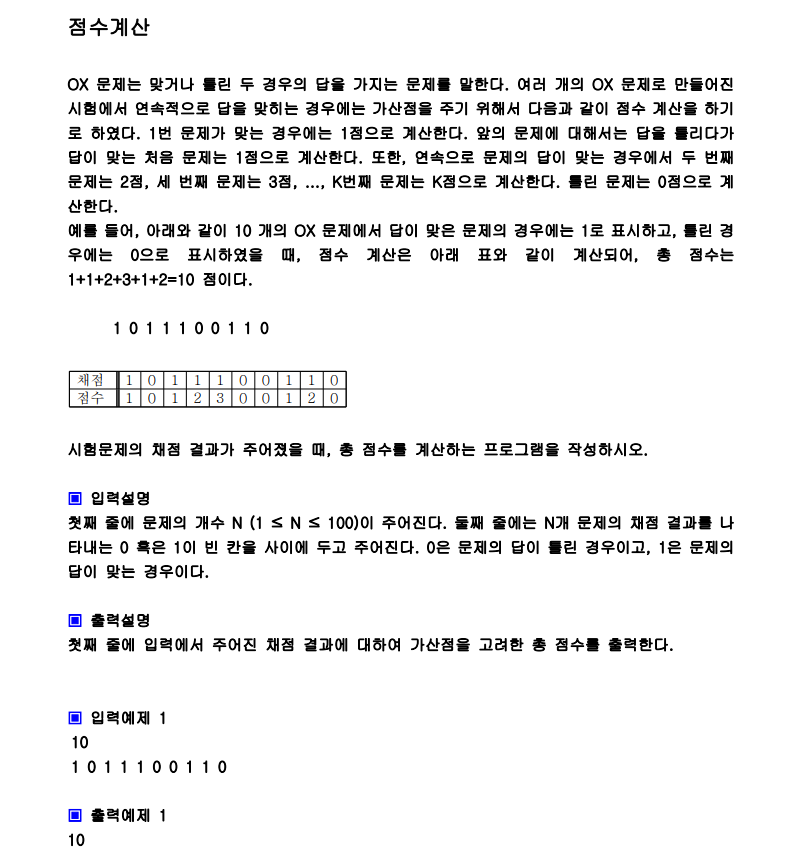 점수계산
OX 문제는 맞거나 틀린 두 경우의 답을 가지는 문제를 말한다. 여러 개의 OX 문제로 만들어진
시험에서 연속적으로 답을 맞히는 경우에는 가산점을 주기 위해서 다음과 같이 점수 계산을 하기
로 하였다. 1번 문제가 맞는 경우에는 1점으로 계산한다. 앞의 문제에 대해서는 답을 틀리다가
답이 맞는 처음 문제는 1점으로 계산한다. 또한, 연속으로 문제의 답이 맞는 경우에서 두 번째
문제는 2점, 세 번째 문제는 3점, ..., K번째 문제는 K점으로 계산한다. 틀린 문제는 0점으로 계
산한다.
예를 들어, 아래와 같이 10 개의 OX 문제에서 답이 맞은 문제의 경우에는 1로 표시하고, 틀린 경
우에는 0으로 표시하였을 때, 점수 계산은 아래 표와 같이 계산되어, 총 점수는
1+1+2+3+1+2=10 점이다.
1 0 1 1 1 0 0 1 1 0
채점 1 0 1 1 1 0 0 1 1 0
점수 1 0 1 2 3 0 0 1 2 0
시험문제의 채점 결과가 주어졌을 때, 총 점수를 계산하는 프로그램을 작성하시오.
▣ 입력설명
첫째 줄에 문제의 개수 N (1 ≤ N ≤ 100)이 주어진다. 둘째 줄에는 N개 문제의 채점 결과를 나
타내는 0 혹은 1이 빈 칸을 사이에 두고 주어진다. 0은 문제의 답이 틀린 경우이고, 1은 문제의
답이 맞는 경우이다.
▣ 출력설명
첫째 줄에 입력에서 주어진 채점 결과에 대하여 가산점을 고려한 총 점수를 출력한다.
▣ 입력예제 1
10
1 0 1 1 1 0 0 1 1 0
▣ 출력예제 1
10